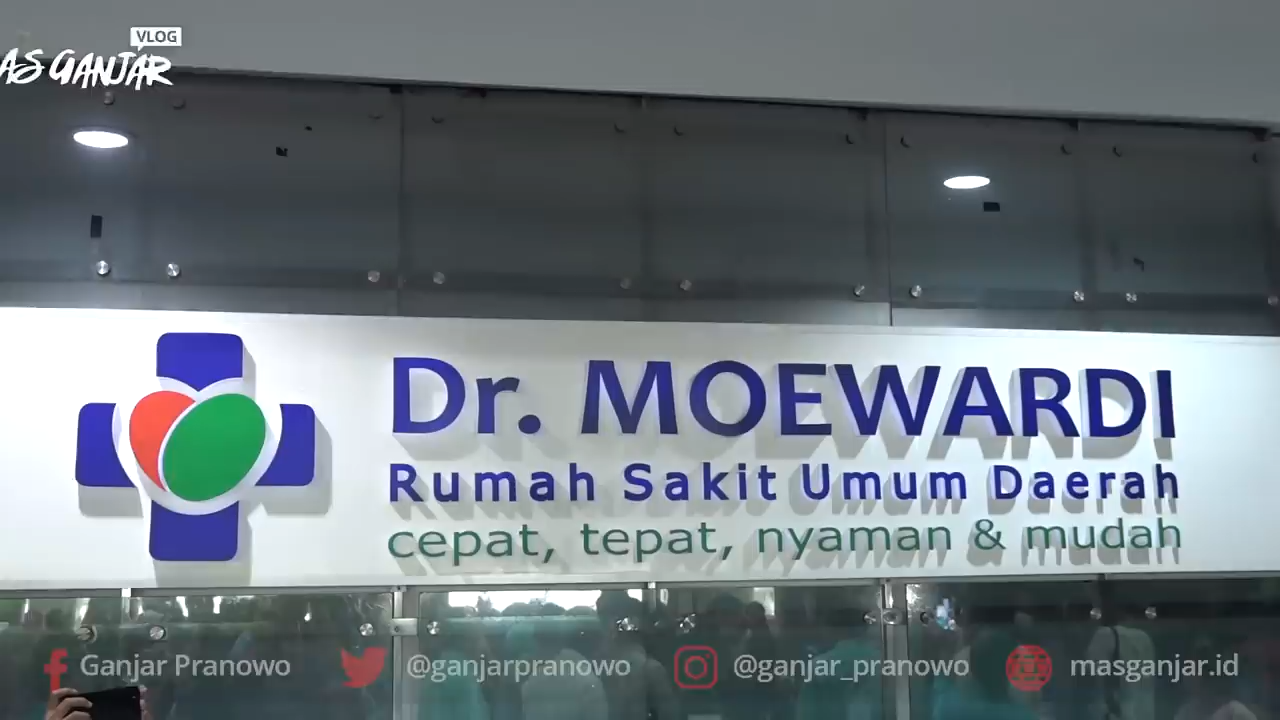 VLOG
AS GANJAR
Dr. MOEWARDI
Rumah Sakit Umum Daerah
cepat, tepat, nyaman & mudah
Ganjar Pranowo @ganjarpranowo @ganjar_pranowo masganjar.id